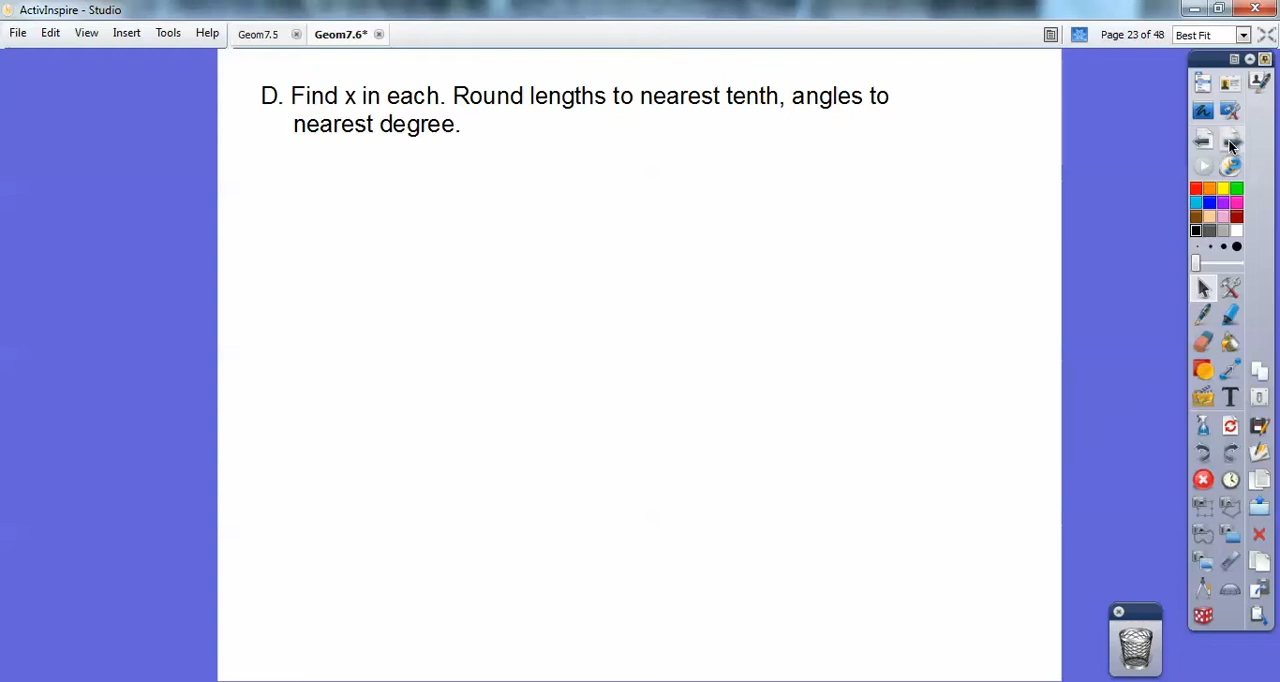 ActivInspire - Studio
File Edit View Insert Tools Help
Geom7.5 Geom7.6*
Page 23 of 48 Best Fit
D. Find x in each. Round lengths to nearest tenth, angles to
nearest degree.